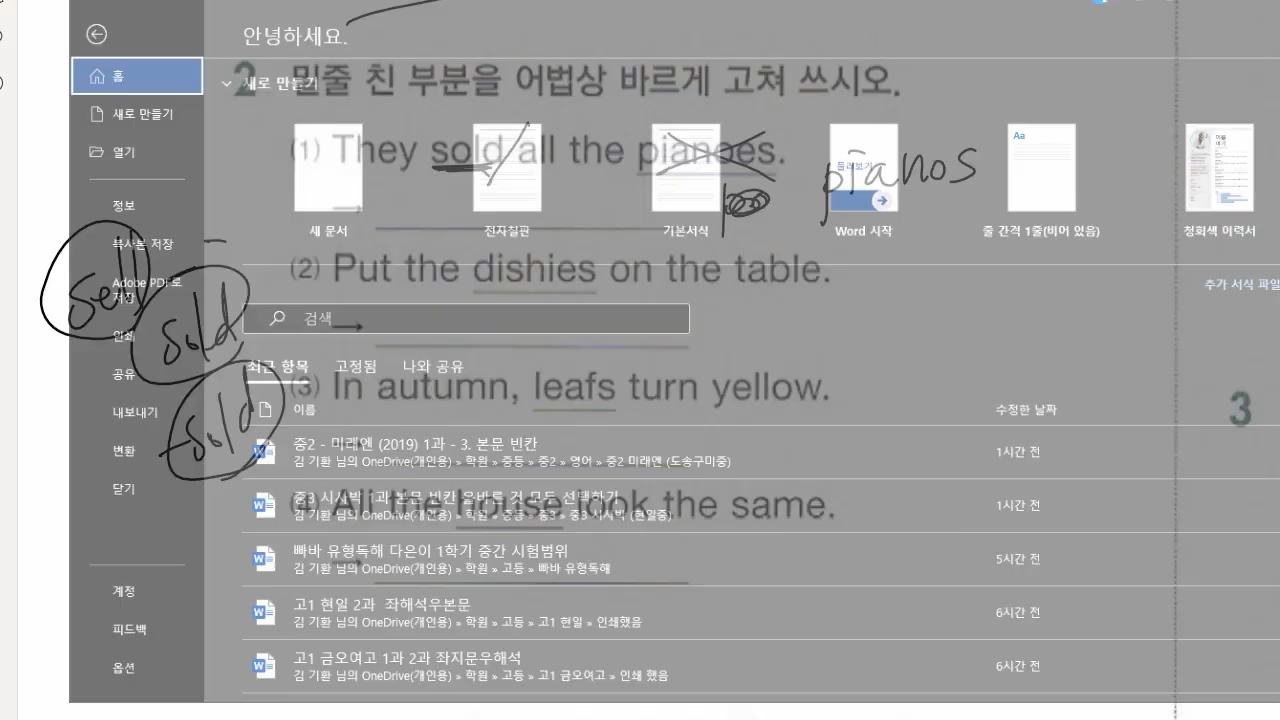 안녕하세요.
홈
새로 만들기
2 밑줄 친 부분을 어법상 바르게 고쳐 쓰시오.
새로 만들기
열기
(1) They sold all the pianoes.
pianos
정보
새 문서
전자칠판
기본서식
Word 시작
줄 간격 1줄(비어 있음)
청회색 이력서
Aa
둘러보기
복사본 저장
(2) Put the dishies on the table.
sell
Adobe PDF로
저장
추가 서식 파일
검색
sold
인쇄
최근 항목 고정됨 나와 공유
공유
(3) In autumn, leafs turn yellow.
3
내보내기
이름
수정한 날짜
sold
변환
중2 - 미래엔 (2019) 1과 - 3. 본문 빈칸
김 기환 님의 OneDrive(개인용) » 학원 » 중등 » 중2 » 영어 » 중2 미래엔 (도송구미중)
1시간 전
닫기
중3 시사박 1과 본문 빈칸 올바른 것 모두 선택하기
김 기환 님의 OneDrive(개인용) » 학원 » 중등 » 중3 » 중3 시사박 (현일중)
1시간 전
(4) All the house look the same.
빠바 유형독해 다은이 1학기 중간 시험범위
김 기환 님의 OneDrive(개인용) » 학원 » 고등 » 빠바 유형독해
5시간 전
계정
고1 현일 2과 좌해석우본문
김 기환 님의 OneDrive(개인용) » 학원 » 고등 » 고1 현일 » 인쇄했음
6시간 전
피드백
고1 금오여고 1과 2과 좌지문우해석
김 기환 님의 OneDrive(개인용) » 학원 » 고등 » 고1 금오여고 » 인쇄 했음
6시간 전
옵션